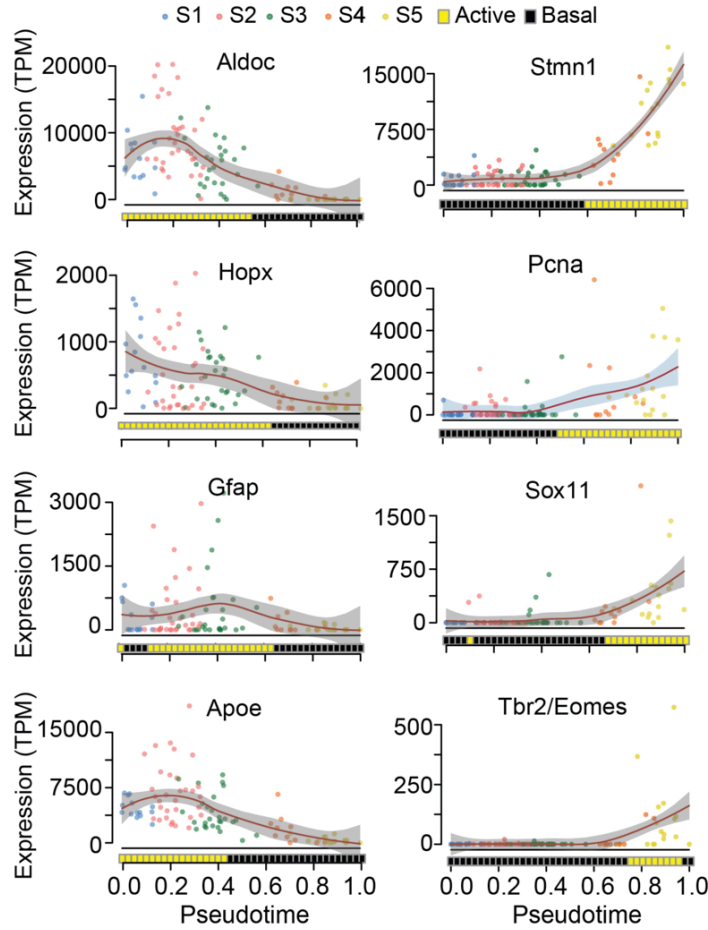 S1 S2 S3 S4 S5 Active Basal
Aldoc
Expression (TPM)
20000
10000
0
Stmn1
15000
7500
0
Hopx
Expression (TPM)
2000
1000
0
Pcna
6000
4000
2000
0
Gfap
Expression (TPM)
3000
1500
0
Sox11
1500
750
0
Apoe
Expression (TPM)
15000
7500
0
0.0 0.2 0.4 0.6 0.8 1.0
Pseudotime
Tbr2/Eomes
500
250
0
0.0 0.2 0.4 0.6 0.8 1.0
Pseudotime